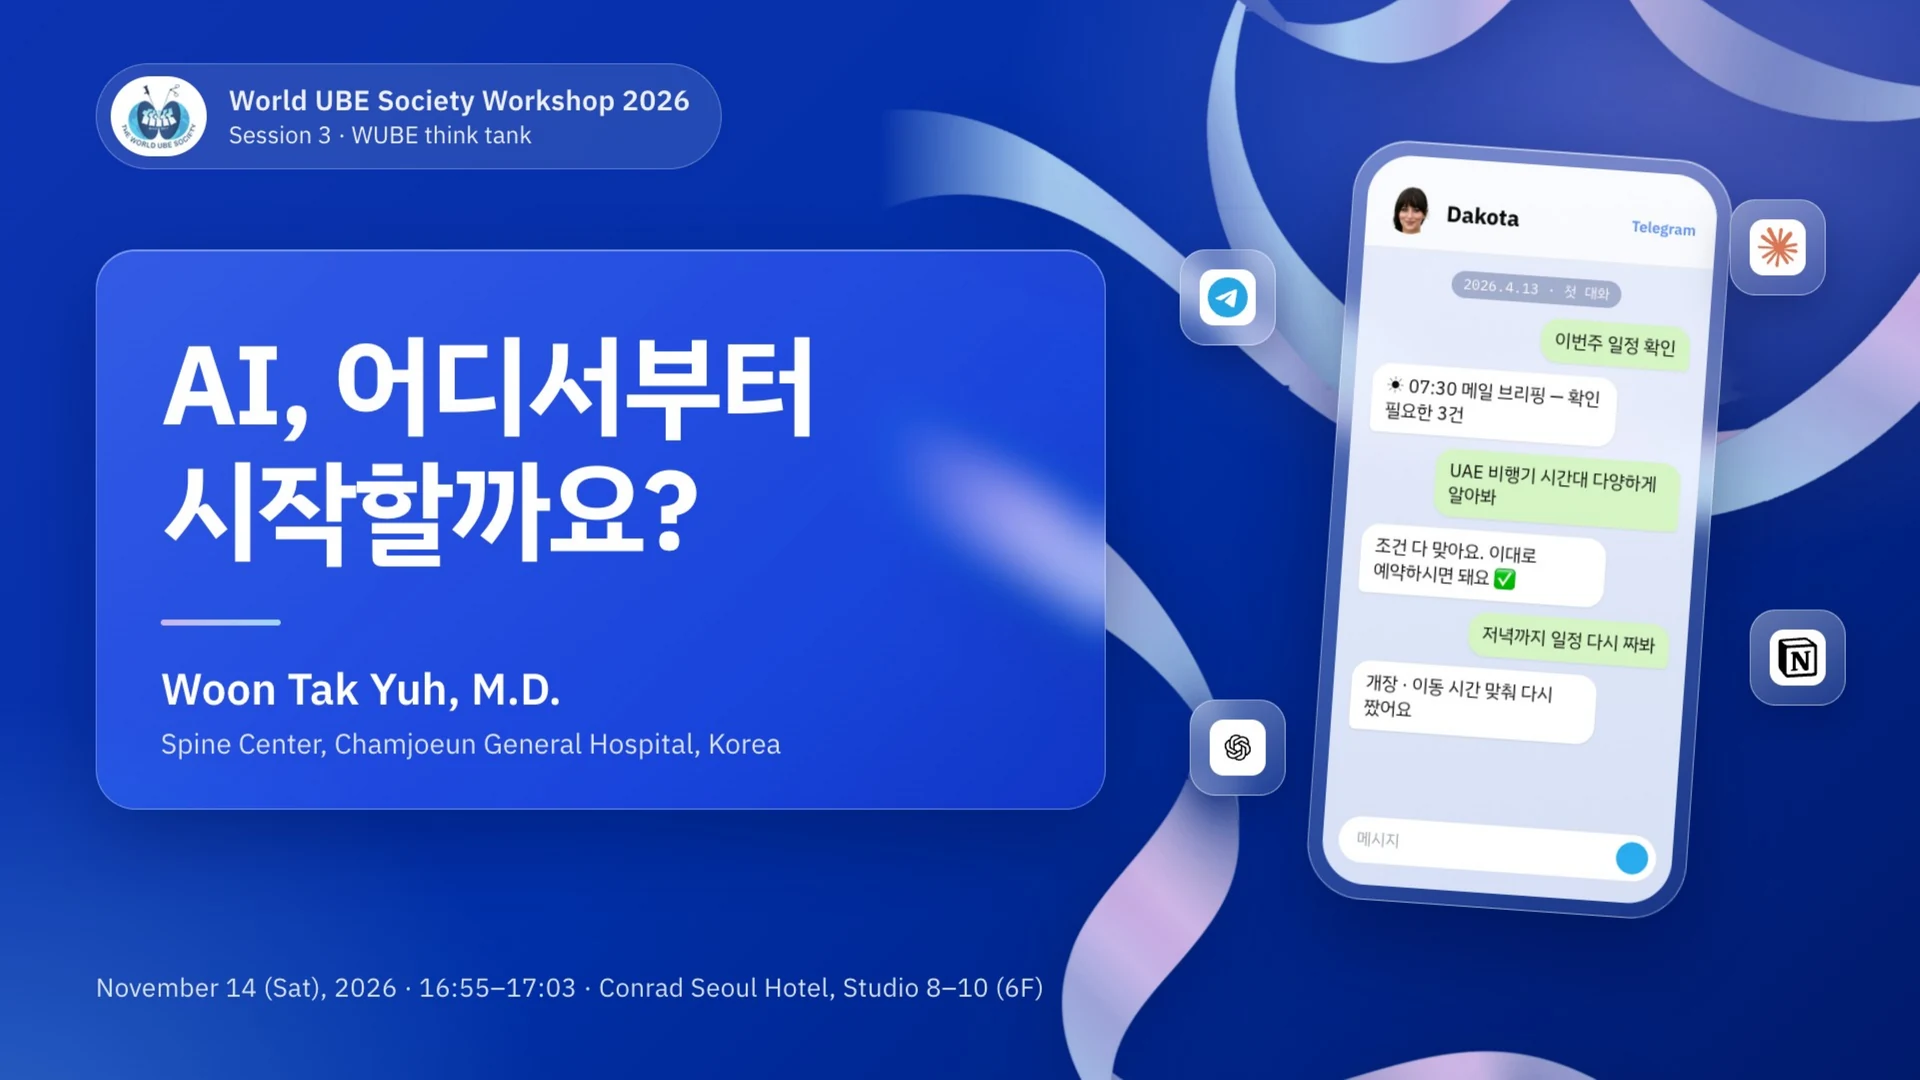 World UBE Society Workshop 2026
Session 3 · WUBE think tank
THE WORLD UBE SOCIETY
AI, 어디서부터
시작할까요?
Woon Tak Yuh, M.D.
Spine Center, Chamjoeun General Hospital, Korea
November 14 (Sat), 2026 · 16:55–17:03 · Conrad Seoul Hotel, Studio 8–10 (6F)
Dakota
Telegram
2026.4.13 · 첫 대화
이번주 일정 확인
☀ 07:30 메일 브리핑 — 확인
필요한 3건
UAE 비행기 시간대 다양하게
알아봐
조건 다 맞아요. 이대로
예약하시면 돼요 ✅
저녁까지 일정 다시 짜봐
개장 · 이동 시간 맞춰 다시
짰어요
메시지
N